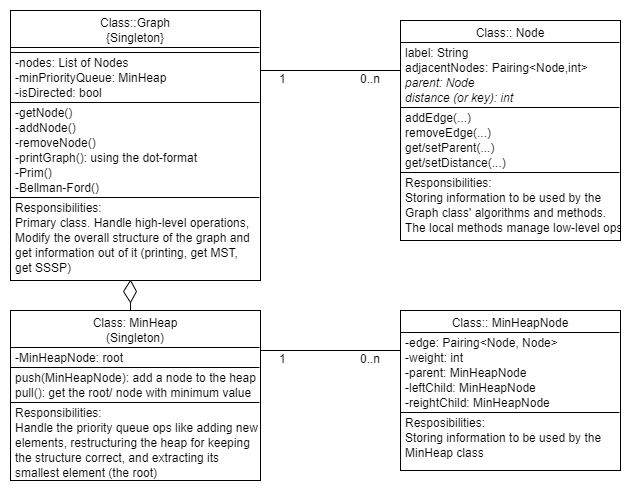 Class::Graph
{Singleton}
-nodes: List of Nodes
-minPriorityQueue: MinHeap
-isDirected: bool
-getNode()
-addNode()
-removeNode()
-printGraph(): using the dot-format
-Prim()
-Bellman-Ford()
Responsibilities:
Primary class. Handle high-level operations,
Modify the overall structure of the graph and
get information out of it (printing, get MST,
get SSSP)
1
0..n
Class:: Node
label: String
adjacentNodes: Pairing<Node,int>
parent: Node
distance (or key): int
addEdge(...)
removeEdge(...)
get/setParent(...)
get/setDistance(...)
Responsibilities:
Storing information to be used by the
Graph class' algorithms and methods.
The local methods manage low-level ops
Class: MinHeap
(Singleton)
-MinHeapNode: root
push(MinHeapNode): add a node to the heap
pull(): get the root/ node with minimum value
Responsibilities:
Handle the priority queue ops like adding new
elements, restructuring the heap for keeping
the structure correct, and extracting its
smallest element (the root)
1
0..n
Class:: MinHeapNode
-edge: Pairing<Node, Node>
-weight: int
-parent: MinHeapNode
-leftChild: MinHeapNode
-reightChild: MinHeapNode
Resposibilities:
Storing information to be used by the
MinHeap class